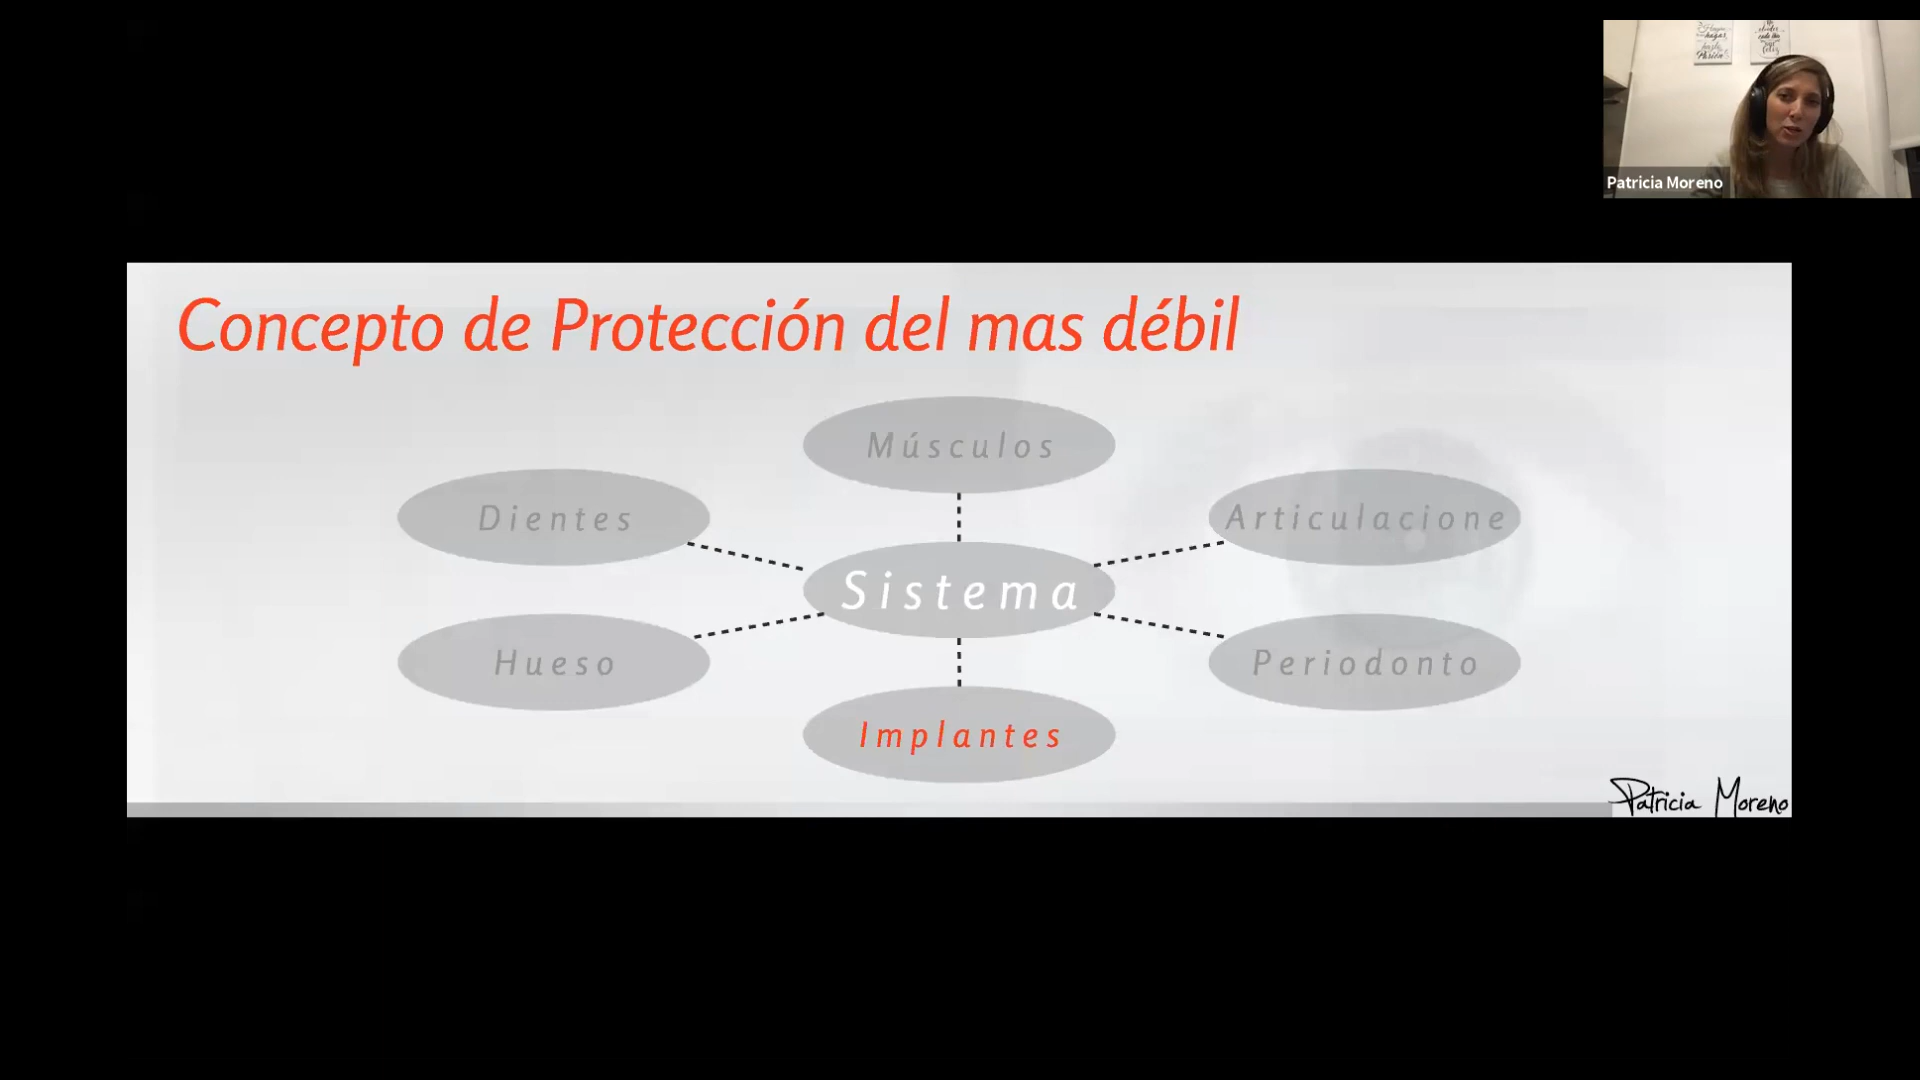 Patricia Moreno
Concepto de Protección del mas débil
Músculos
Dientes
Articulacione
Sistema
Hueso
Periodonto
Implantes
Patricia Moreno